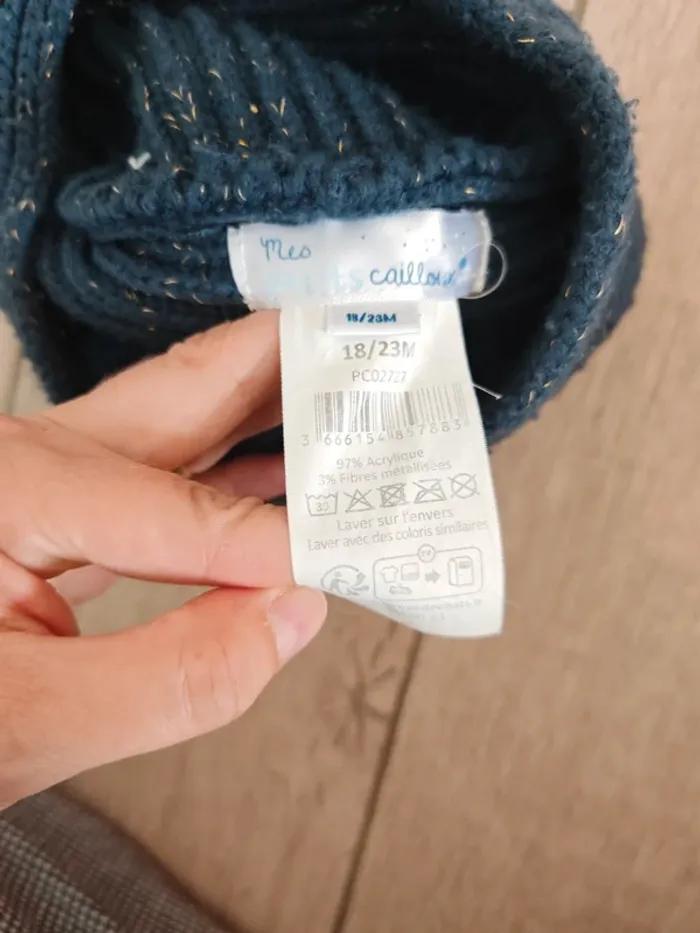 Mes
cailloux
18/23M
18/23M
PC02727
3 666154 857883
97% Acrylique
3% Fibres métallisées
30
Laver sur l'envers
Laver avec des coloris similaires
FR